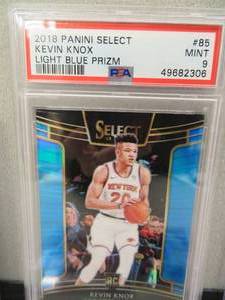 2018 PANINI SELECT #85
KEVIN KNOX MINT
LIGHT BLUE PRIZM 9
PSA 49682306
SELECT
NEW YORK
20
RC
KEVIN KNOX